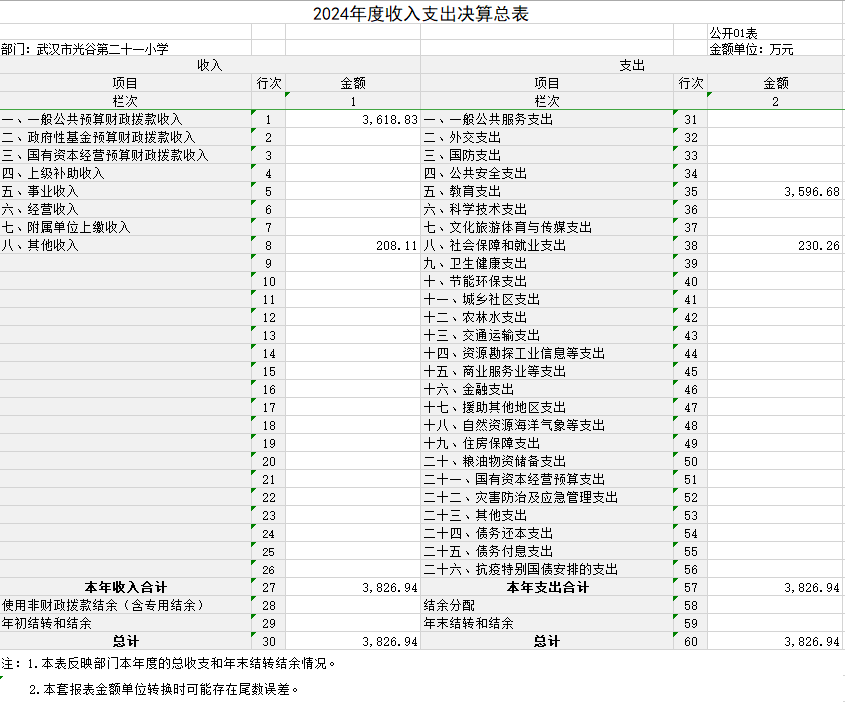 2024年度收入支出决算总表
公开01表
部门：武汉市光谷第二十一小学 金额单位：万元
收入 支出
项目 行次 金额 项目 行次 金额
栏次 1 栏次 2
一、一般公共预算财政拨款收入 1 3,618.83 一、一般公共服务支出 31
二、政府性基金预算财政拨款收入 2 二、外交支出 32
三、国有资本经营预算财政拨款收入 3 三、国防支出 33
四、上级补助收入 4 四、公共安全支出 34
五、事业收入 5 五、教育支出 35 3,596.68
六、经营收入 6 六、科学技术支出 36
七、附属单位上缴收入 7 七、文化旅游体育与传媒支出 37
八、其他收入 8 208.11 八、社会保障和就业支出 38 230.26
9 九、卫生健康支出 39
10 十、节能环保支出 40
11 十一、城乡社区支出 41
12 十二、农林水支出 42
13 十三、交通运输支出 43
14 十四、资源勘探工业信息等支出 44
15 十五、商业服务业等支出 45
16 十六、金融支出 46
17 十七、援助其他地区支出 47
18 十八、自然资源海洋气象等支出 48
19 十九、住房保障支出 49
20 二十、粮油物资储备支出 50
21 二十一、国有资本经营预算支出 51
22 二十二、灾害防治及应急管理支出 52
23 二十三、其他支出 53
24 二十四、债务还本支出 54
25 二十五、债务付息支出 55
26 二十六、抗疫特别国债安排的支出 56
本年收入合计 27 3,826.94 本年支出合计 57 3,826.94
使用非财政拨款结余（含专用结余） 28 结余分配 58
年初结转和结余 29 年末结转和结余 59
总计 30 3,826.94 总计 60 3,826.94
注：1.本表反映部门本年度的总收支和年末结转结余情况。
2.本套报表金额单位转换时可能存在尾数误差。